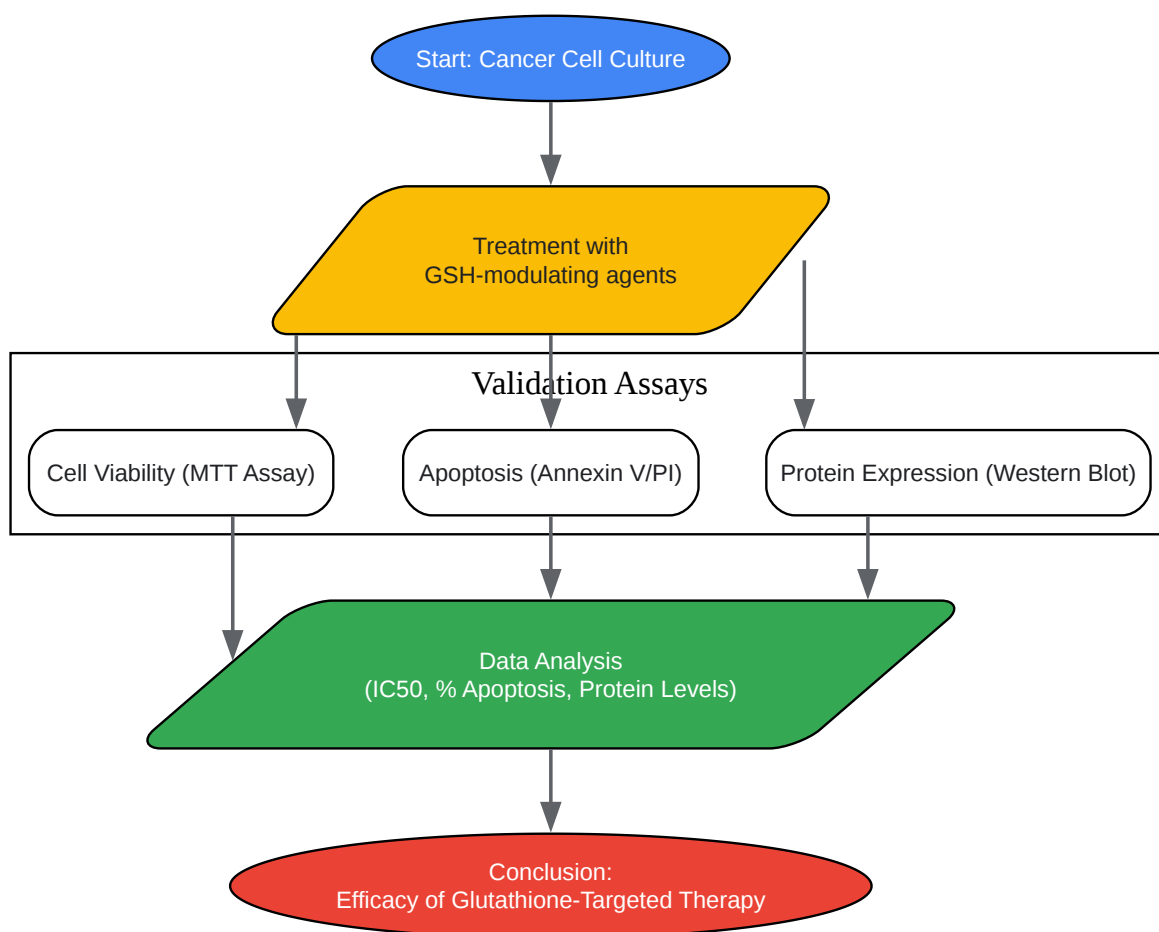 Start: Cancer Cell Culture
Treatment with
GSH-modulating agents
Validation Assays
Cell Viability (MTT Assay)
Apoptosis (Annexin V/PI)
Protein Expression (Western Blot)
Data Analysis
(IC50, % Apoptosis, Protein Levels)
Conclusion:
Efficacy of Glutathione-Targeted Therapy